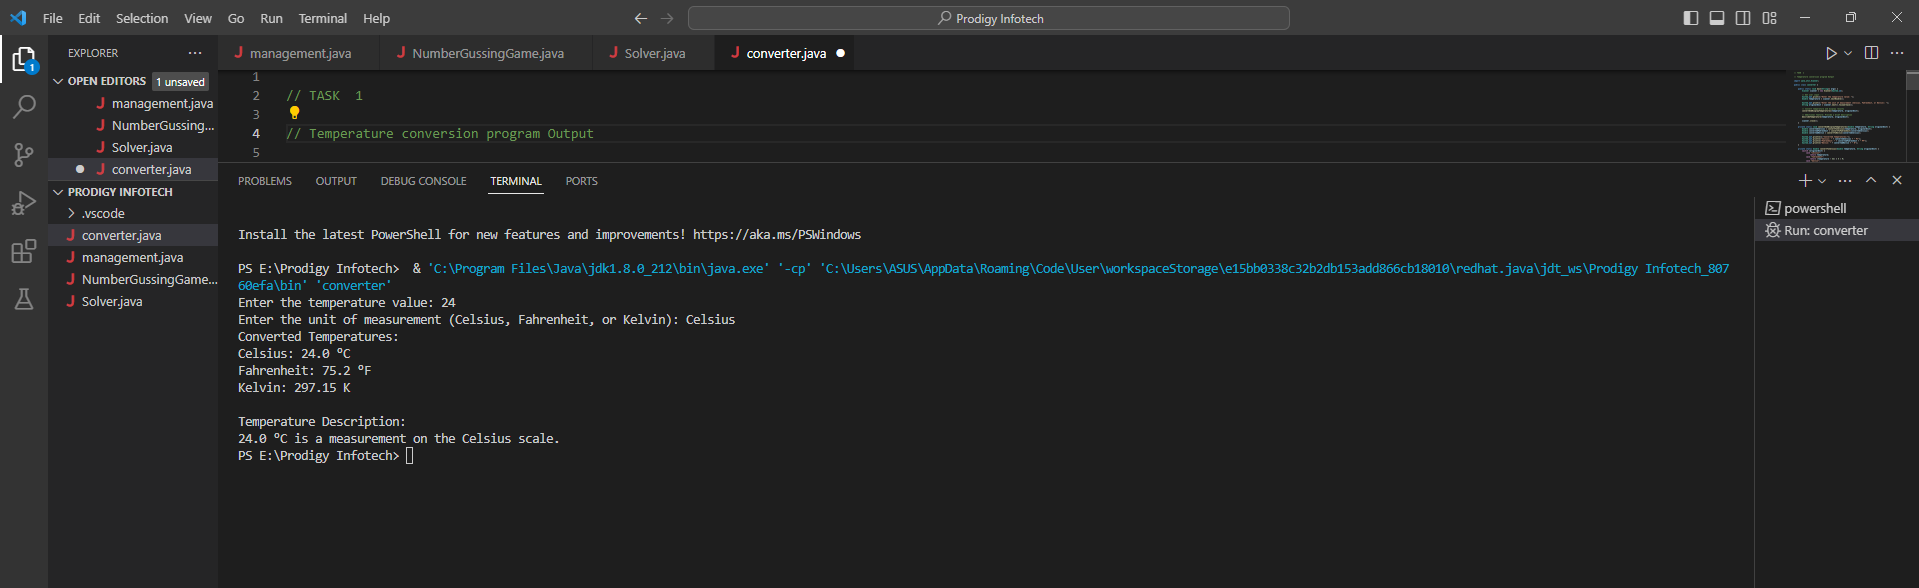 File Edit Selection View Go Run Terminal Help Prodigy Infotech
EXPLORER ··· management.java NumberGussingGame.java Solver.java converter.java
OPEN EDITORS 1 unsaved
management.java
NumberGussing...
Solver.java
converter.java
PRODIGY INFOTECH
.vscode
converter.java
management.java
NumberGussingGame...
Solver.java
1
1
2 // TASK  1
3
4 // Temperature conversion program Output
5
PROBLEMS OUTPUT DEBUG CONSOLE TERMINAL PORTS
Install the latest PowerShell for new features and improvements! https://aka.ms/PSWindows
PS E:\Prodigy Infotech>  & 'C:\Program Files\Java\jdk1.8.0_212\bin\java.exe' '-cp' 'C:\Users\ASUS\AppData\Roaming\Code\User\workspaceStorage\e15bb0338c32b2db153add866cb18010\redhat.java\jdt_ws\Prodigy Infotech_807
60efa\bin' 'converter'
Enter the temperature value: 24
Enter the unit of measurement (Celsius, Fahrenheit, or Kelvin): Celsius
Converted Temperatures:
Celsius: 24.0 °C
Fahrenheit: 75.2 °F
Kelvin: 297.15 K
Temperature Description:
24.0 °C is a measurement on the Celsius scale.
PS E:\Prodigy Infotech>
powershell
Run: converter